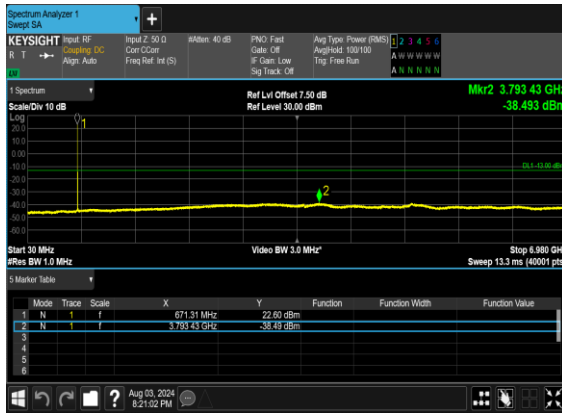 Spectrum Analyzer 1
Swept SA
KEYSIGHT Input: RF Input Z: 50 Ω #Atten: 40 dB PNO: Fast Avg Type: Power (RMS) 1 2 3 4 5 6
R T Coupling: DC Corr CCorr Gate: Off Avg|Hold: 100/100 A W W W W W
Align: Auto Freq Ref: Int (S) IF Gain: Low Trig: Free Run
LXI Sig Track: Off A N N N N N
1 Spectrum Ref Lvl Offset 7.50 dB Mkr2 3.793 43 GHz
Scale/Div 10 dB Ref Level 30.00 dBm -38.493 dBm
Log
20.0 1
10.0
0.00
-10.0 DL1 -13.00 dBm
-20.0
-30.0 2
-40.0
-50.0
-60.0
Start 30 MHz Video BW 3.0 MHz* Stop 6.980 GHz
#Res BW 1.0 MHz Sweep 13.3 ms (40001 pts)
5 Marker Table
Mode Trace Scale X Y Function Function Width Function Value
1 N 1 f 671.31 MHz 22.60 dBm
2 N 1 f 3.793 43 GHz -38.49 dBm
3
4
5
6
? Aug 03, 2024
8:21:02 PM